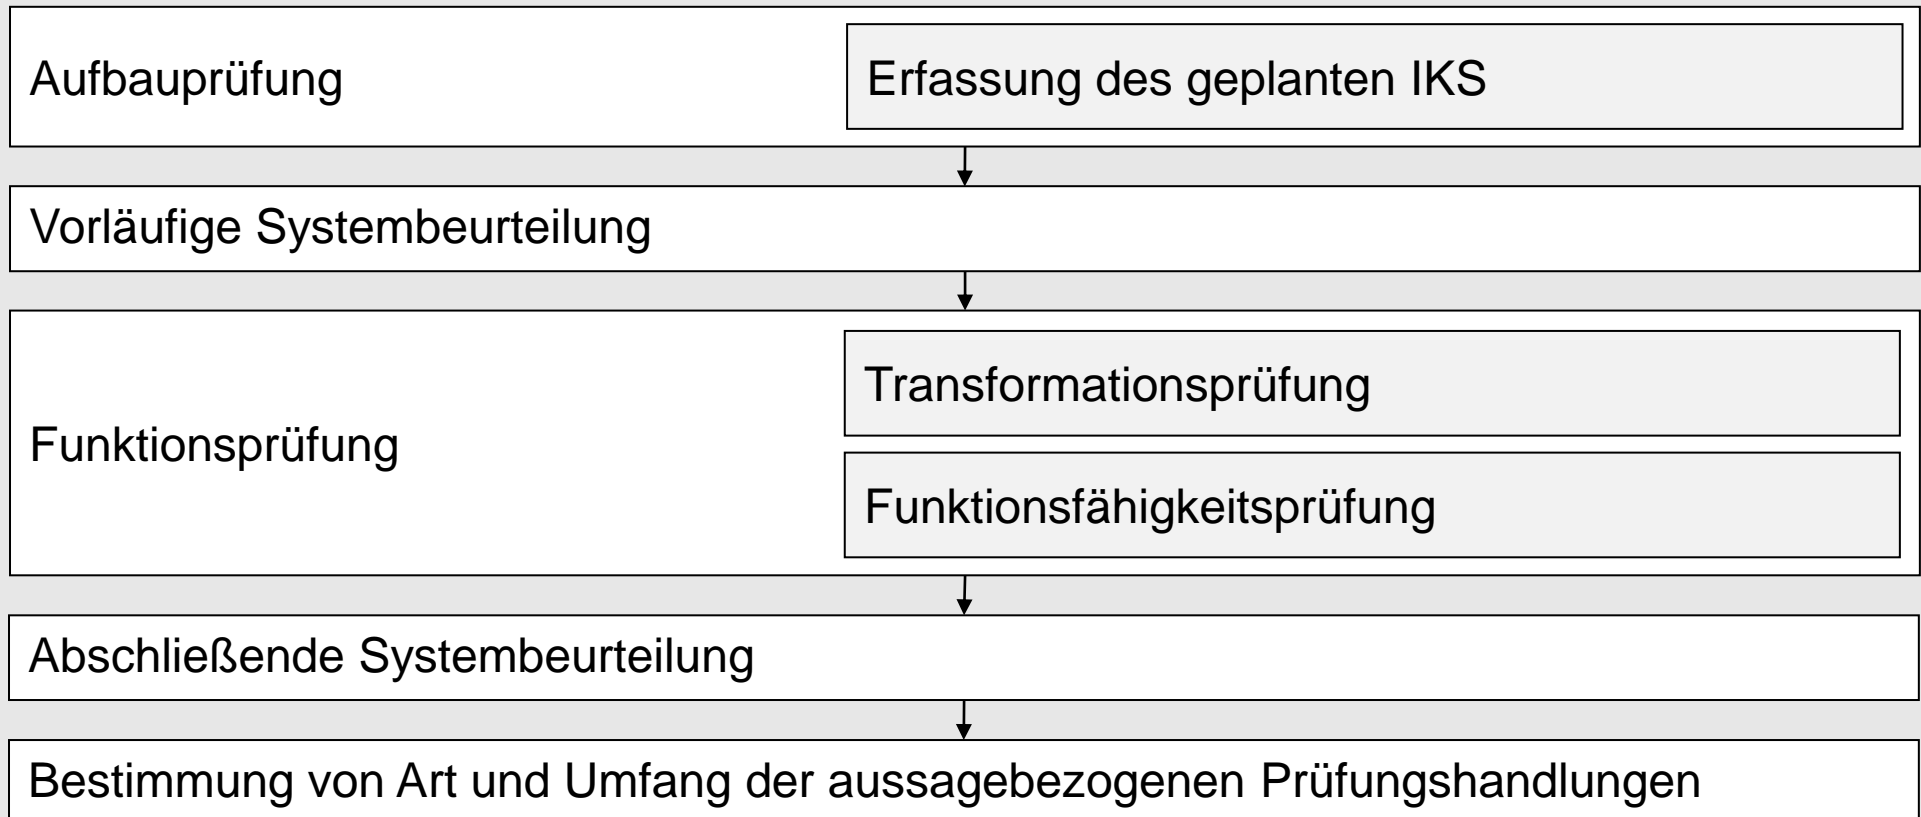 Aufbauprüfung
Erfassung des geplanten IKS
Vorläufige Systembeurteilung
Funktionsprüfung
Transformationsprüfung
Funktionsfähigkeitsprüfung
Abschließende Systembeurteilung
Bestimmung von Art und Umfang der aussagebezogenen Prüfungshandlungen